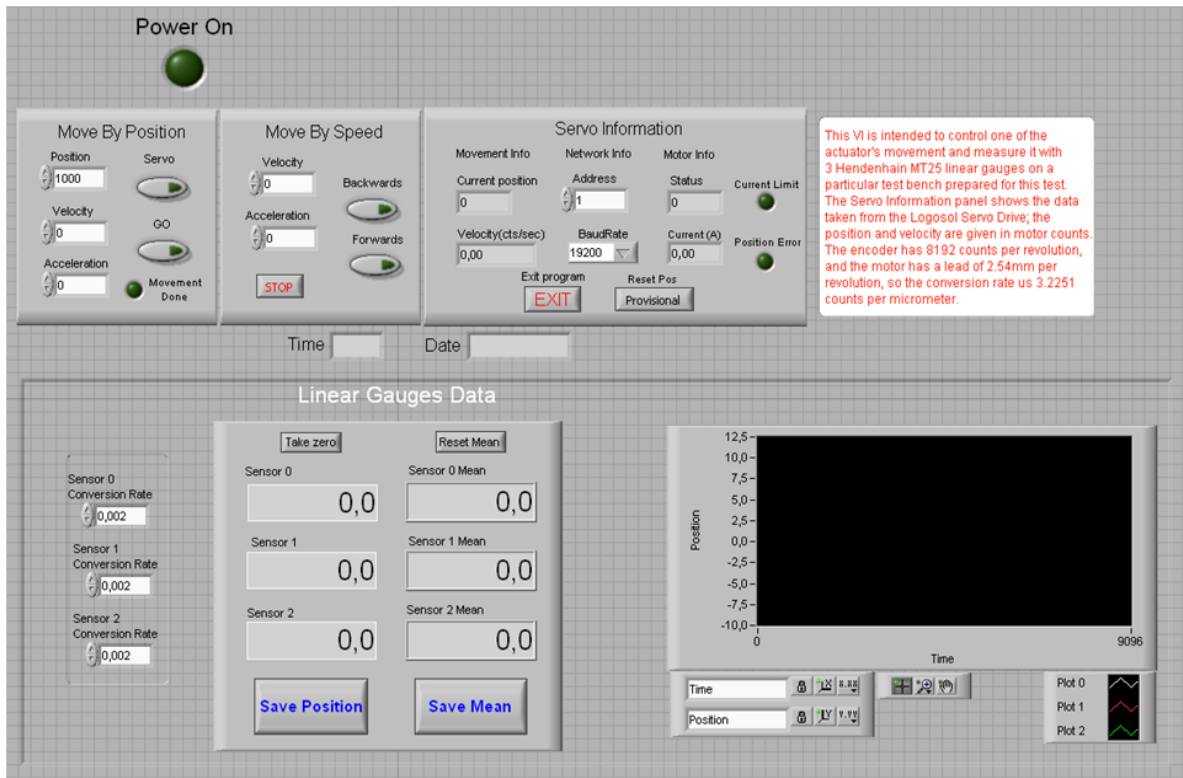 Power On
Move By Position
Position
1000
Servo
Velocity
0
GO
Acceleration
0
Movement
Done
Move By Speed
Velocity
0
Backwards
Acceleration
0
Forwards
STOP
Servo Information
Movement Info
Network Info
Motor Info
Current position
0
Address
1
Status
0
Current Limit
Velocity(cts/sec)
0,00
BaudRate
19200
Current (A)
0,00
Position Error
Exit program
EXIT
Reset Pos
Provisional
This VI is intended to control one of the
actuator's movement and measure it with
3 Hendenhain MT25 linear gauges on a
particular test bench prepared for this test.
The Servo Information panel shows the data
taken from the Logosol Servo Drive; the
position and velocity are given in motor counts.
The encoder has 8192 counts per revolution,
and the motor has a lead of 2.54mm per
revolution, so the conversion rate us 3.2251
counts per micrometer.
Time
Date
Linear Gauges Data
Sensor 0
Conversion Rate
0,002
Sensor 1
Conversion Rate
0,002
Sensor 2
Conversion Rate
0,002
Take zero
Reset Mean
Sensor 0
0,0
Sensor 0 Mean
0,0
Sensor 1
0,0
Sensor 1 Mean
0,0
Sensor 2
0,0
Sensor 2 Mean
0,0
Save Position
Save Mean
Position
12,5
10,0
7,5
5,0
2,5
0,0
-2,5
-5,0
-7,5
-10,0
0
9096
Time
Time
X.XX
Position
Y.YY
Plot 0
Plot 1
Plot 2